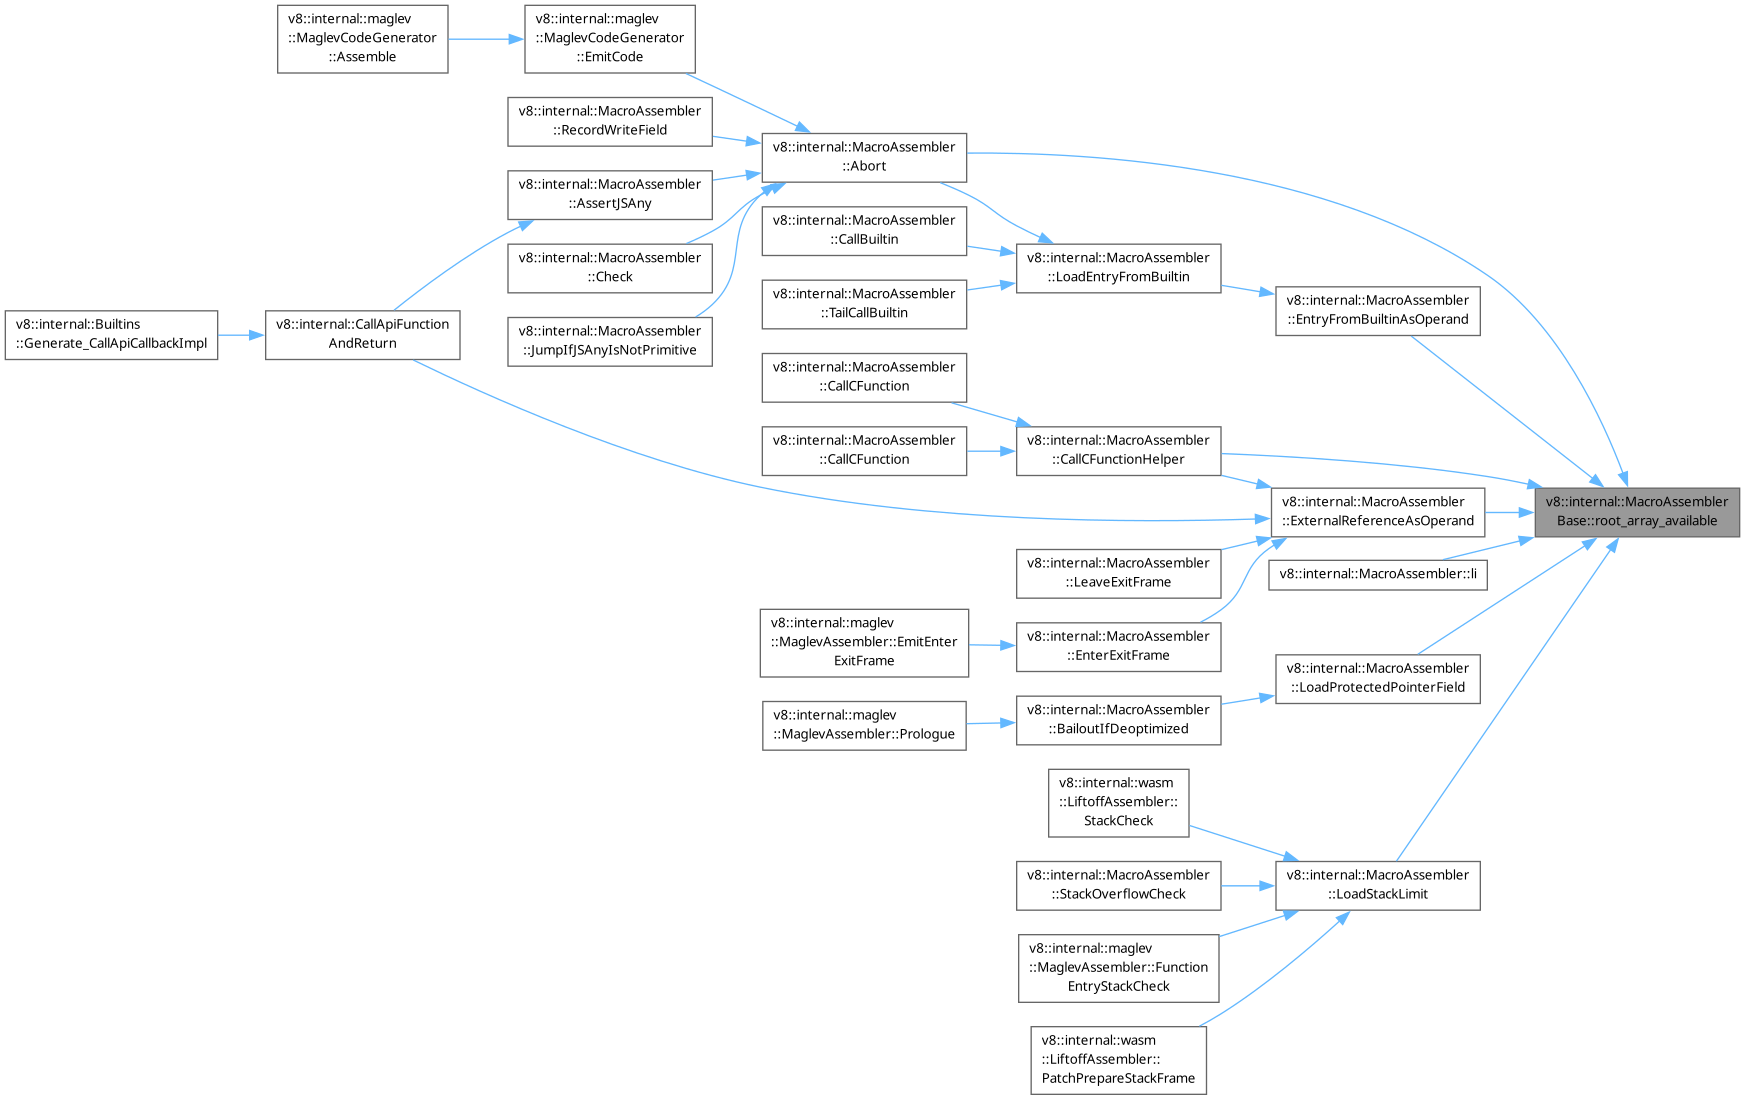 v8::internal::maglev
::MaglevCodeGenerator
::Assemble
v8::internal::maglev
::MaglevCodeGenerator
::EmitCode
v8::internal::MacroAssembler
::RecordWriteField
v8::internal::MacroAssembler
::Abort
v8::internal::MacroAssembler
::AssertJSAny
v8::internal::MacroAssembler
::CallBuiltin
v8::internal::MacroAssembler
::Check
v8::internal::MacroAssembler
::LoadEntryFromBuiltin
v8::internal::MacroAssembler
::TailCallBuiltin
v8::internal::MacroAssembler
::EntryFromBuiltinAsOperand
v8::internal::Builtins
::Generate_CallApiCallbackImpl
v8::internal::CallApiFunction
AndReturn
v8::internal::MacroAssembler
::JumpIfJSAnyIsNotPrimitive
v8::internal::MacroAssembler
::CallCFunction
v8::internal::MacroAssembler
::CallCFunction
v8::internal::MacroAssembler
::CallCFunctionHelper
v8::internal::MacroAssembler
::ExternalReferenceAsOperand
v8::internal::MacroAssembler
Base::root_array_available
v8::internal::MacroAssembler
::LeaveExitFrame
v8::internal::MacroAssembler::li
v8::internal::maglev
::MaglevAssembler::EmitEnter
ExitFrame
v8::internal::MacroAssembler
::EnterExitFrame
v8::internal::MacroAssembler
::LoadProtectedPointerField
v8::internal::maglev
::MaglevAssembler::Prologue
v8::internal::MacroAssembler
::BailoutIfDeoptimized
v8::internal::wasm
::LiftoffAssembler::
StackCheck
v8::internal::MacroAssembler
::StackOverflowCheck
v8::internal::MacroAssembler
::LoadStackLimit
v8::internal::maglev
::MaglevAssembler::Function
EntryStackCheck
v8::internal::wasm
::LiftoffAssembler::
PatchPrepareStackFrame